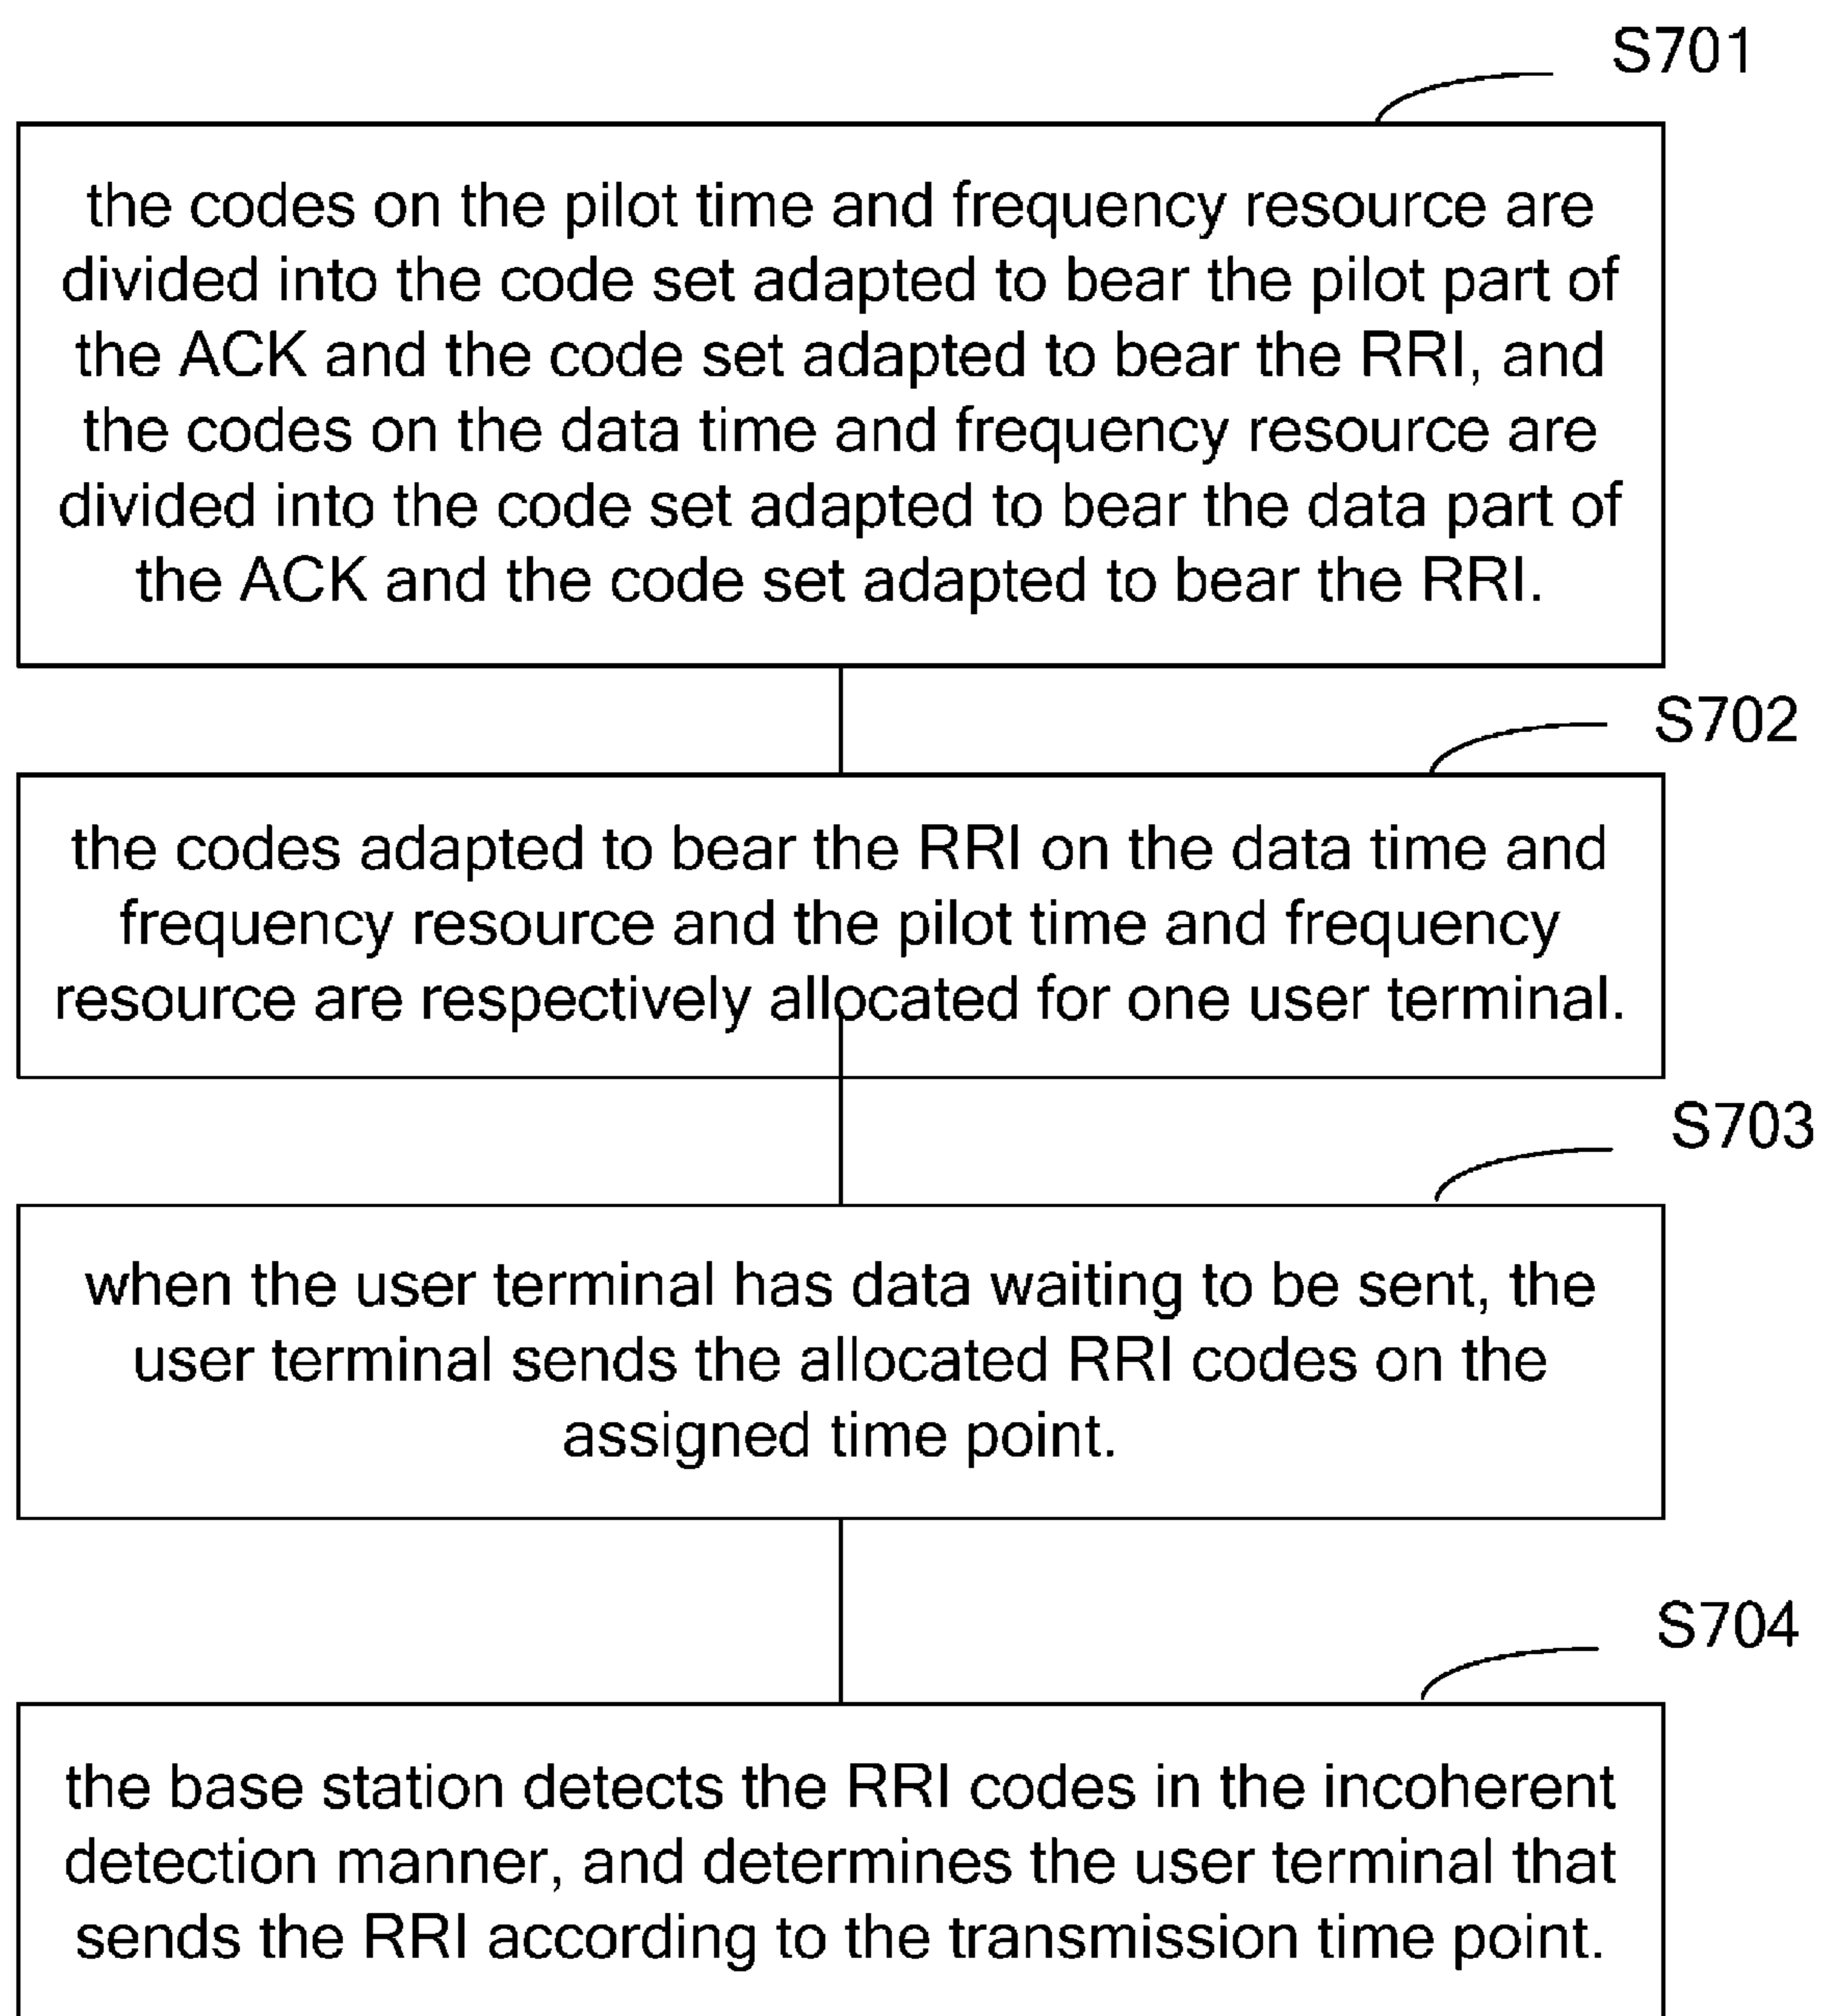 S701
the codes on the pilot time and frequency resource are
divided into the code set adapted to bear the pilot part of
the ACK and the code set adapted to bear the RRI, and
the codes on the data time and frequency resource are
divided into the code set adapted to bear the data part of
the ACK and the code set adapted to bear the RRI.
S702
the codes adapted to bear the RRI on the data time and
frequency resource and the pilot time and frequency
resource are respectively allocated for one user terminal.
S703
when the user terminal has data waiting to be sent, the
user terminal sends the allocated RRI codes on the
assigned time point.
S704
the base station detects the RRI codes in the incoherent
detection manner, and determines the user terminal that
sends the RRI according to the transmission time point.